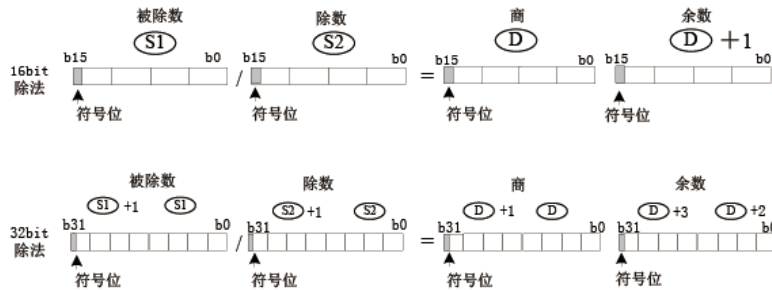 被除数 除数 商 余数
S1 S2 D D +1
b15 b0 b15 b0 b15 b0 b15 b0
16bit 除法 / =
符号位 符号位 符号位 符号位
被除数 除数 商 余数
S1 +1 S1 S2 +1 S2 D +1 D D +3 D +2
b31 b0 b31 b0 b31 b0 b31 b0
32bit 除法 / =
符号位 符号位 符号位 符号位